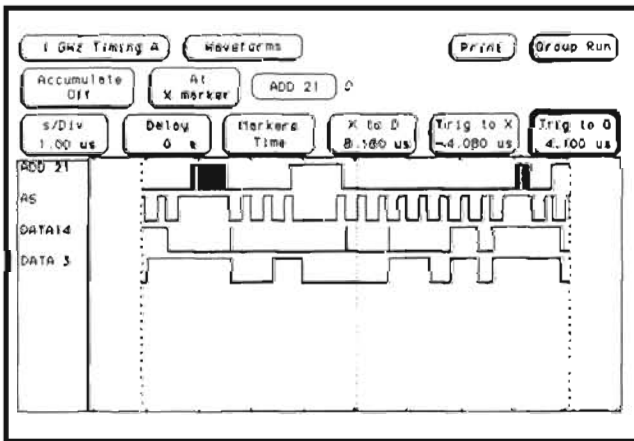 1 GHz Timing A Waveforms Print Group Run
Accumulate Off At X marker ADD 21 0
s/Div 1.00 us Delay 0 s Markers Time X to O 8.180 us Trig to X -4.080 us Trig to O 4.100 us
ADD 21
AS
DATA14
DATA 3